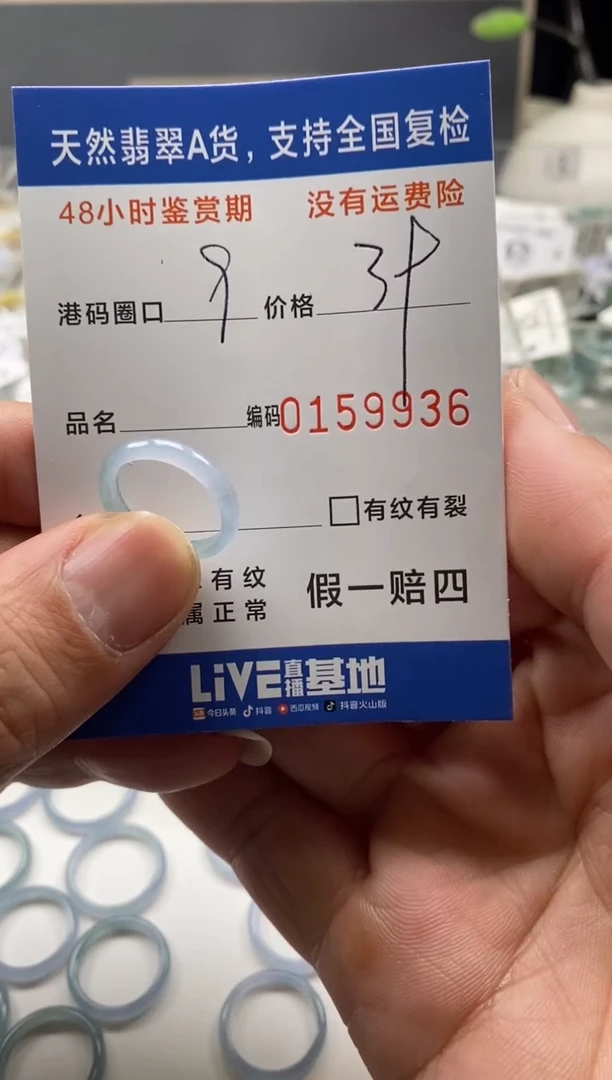 天然翡翠A货，支持全国复检
48小时鉴赏期 没有运费险
港码圈口 9 价格
品名 编码0159936
□有纹有裂
有纹
属正常 假一赔四
LiVE直播基地
今日头条 抖音 西瓜视频 抖音火山版